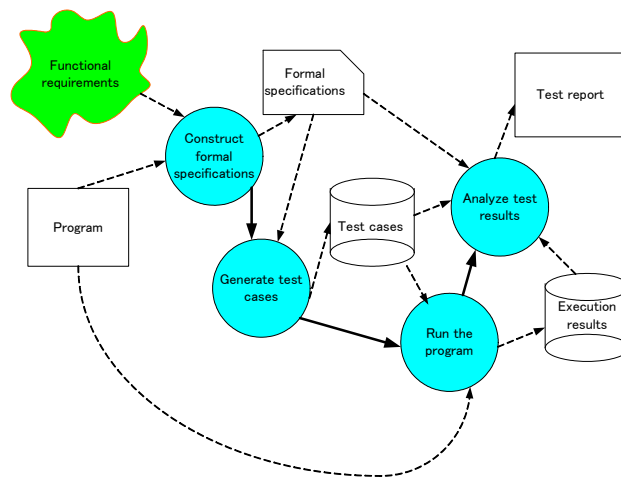 Functional
requirements
Formal
specifications
Test report
Construct
formal
specifications
Program
Test cases
Analyze test
results
Generate test
cases
Execution
results
Run the
program